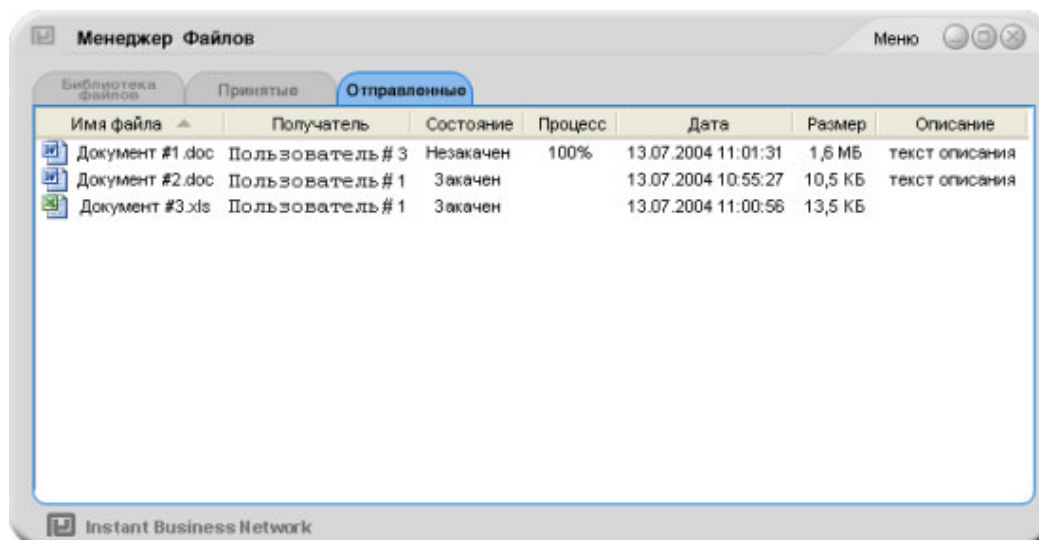 Менеджер Файлов Меню
Библиотека файлов Принятые Отправленные
Имя файла Получатель Состояние Процесс Дата Размер Описание
Документ #1.doc Пользователь#3 Незакачен 100% 13.07.2004 11:01:31 1,6 МБ текст описания
Документ #2.doc Пользователь#1 Закачен 13.07.2004 10:55:27 10,5 КБ текст описания
Документ #3.xls Пользователь#1 Закачен 13.07.2004 11:00:56 13,5 КБ
Instant Business Network